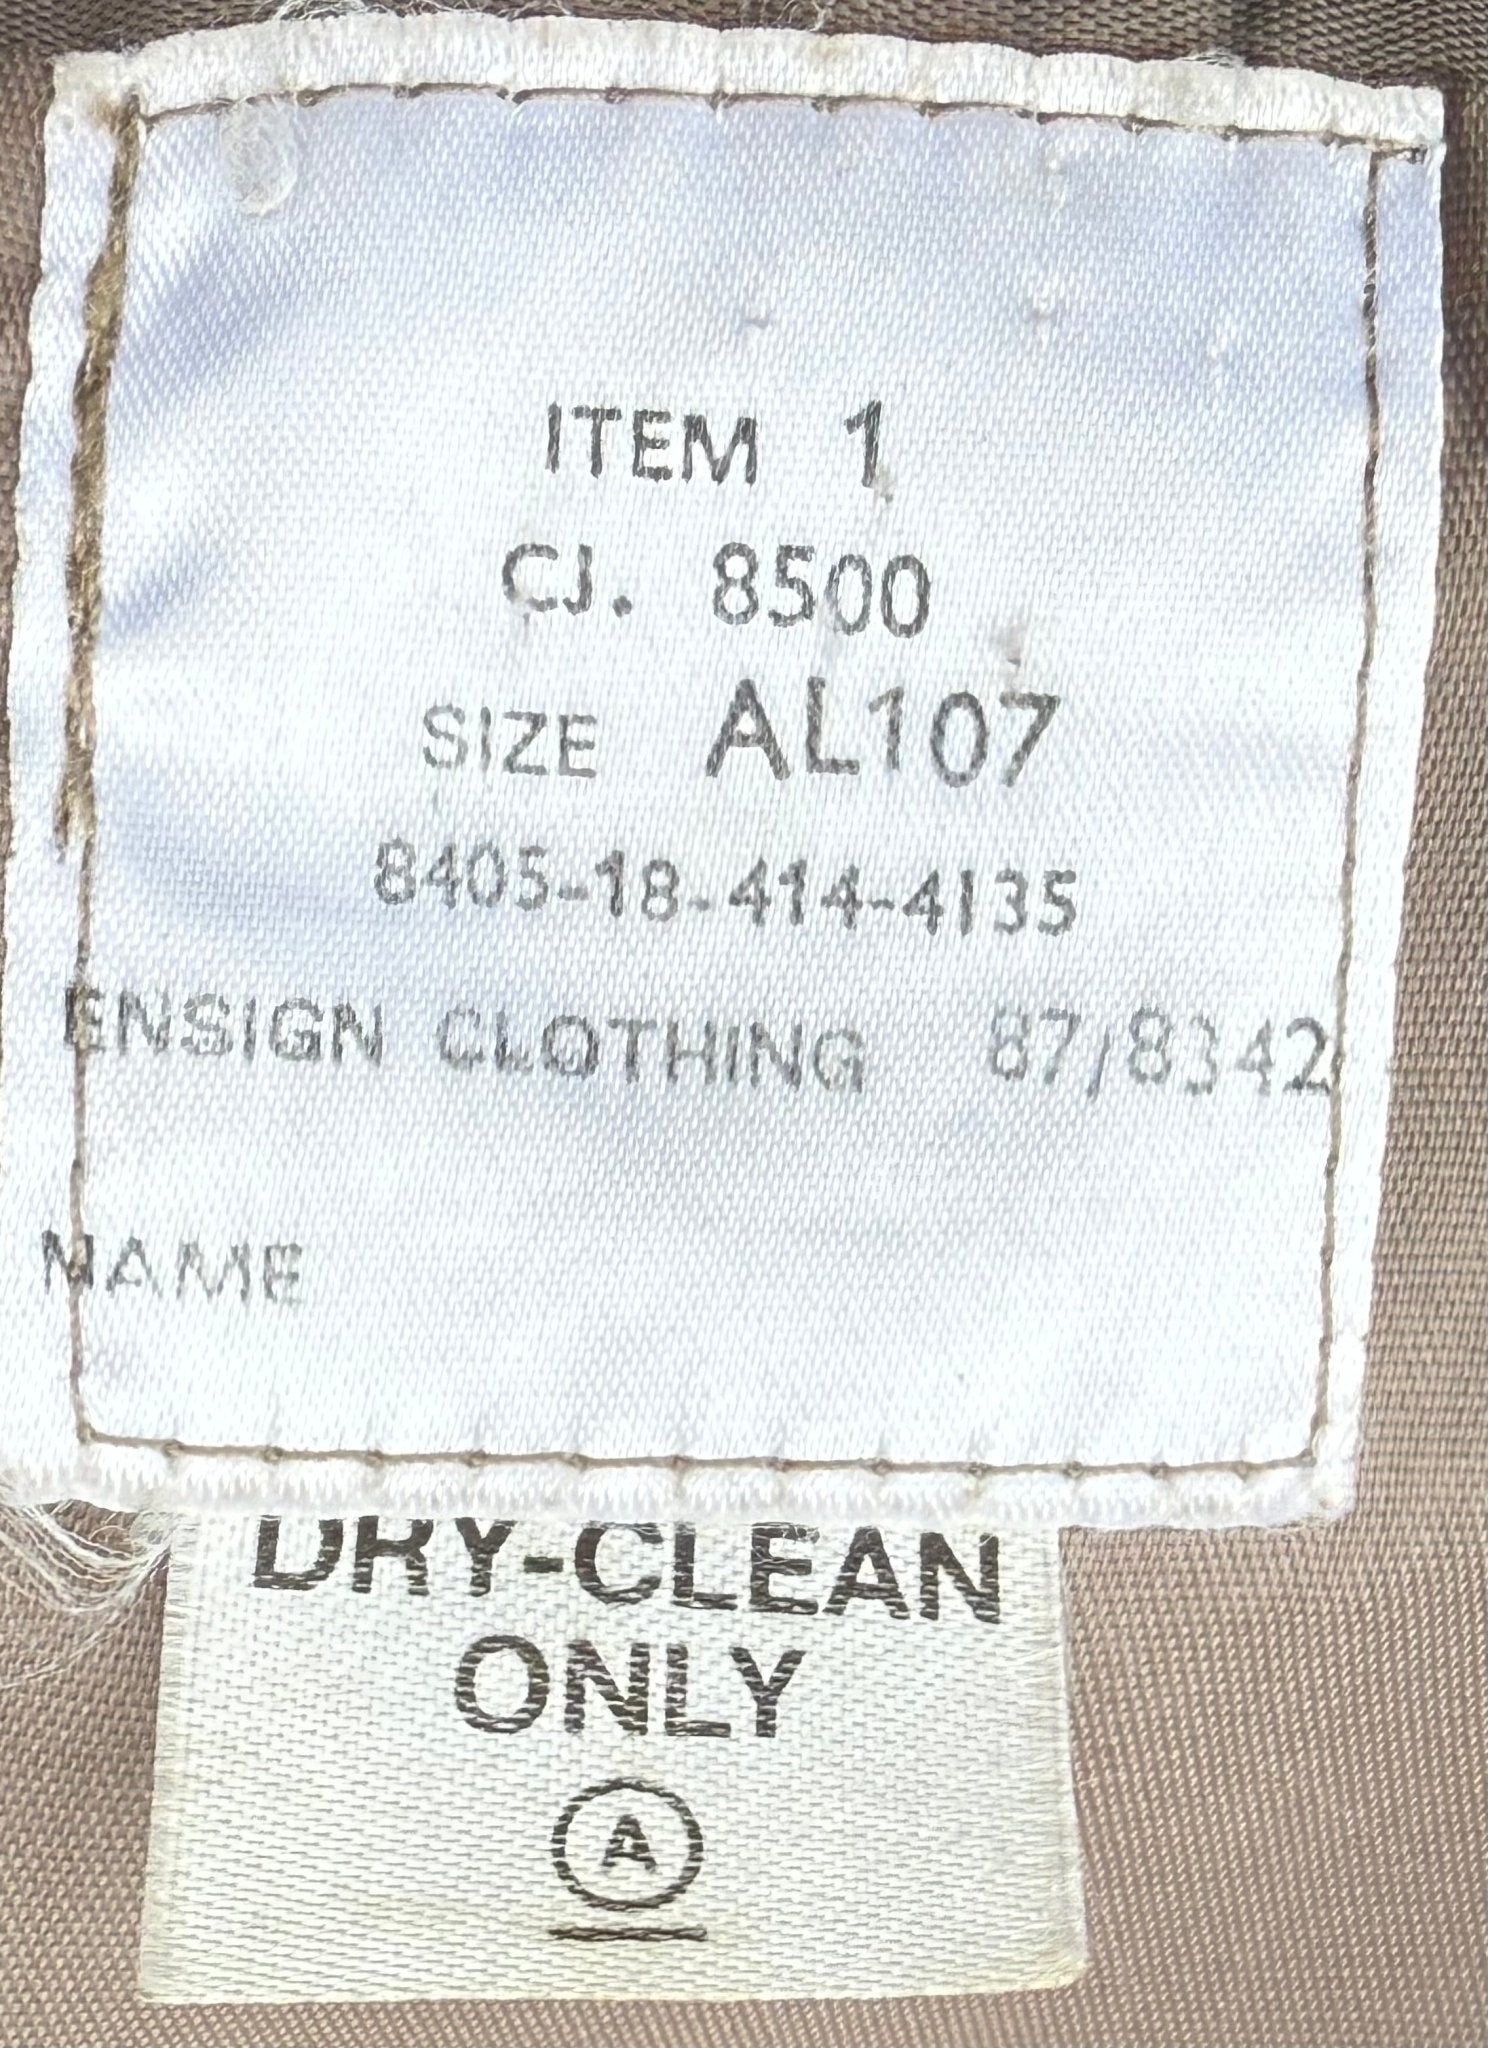 ITEM 1
CJ. 8500
SIZE AL107
8405-18-414-4135
ENSIGN CLOTHING 87/8342
NAME
DRY-CLEAN
ONLY
A